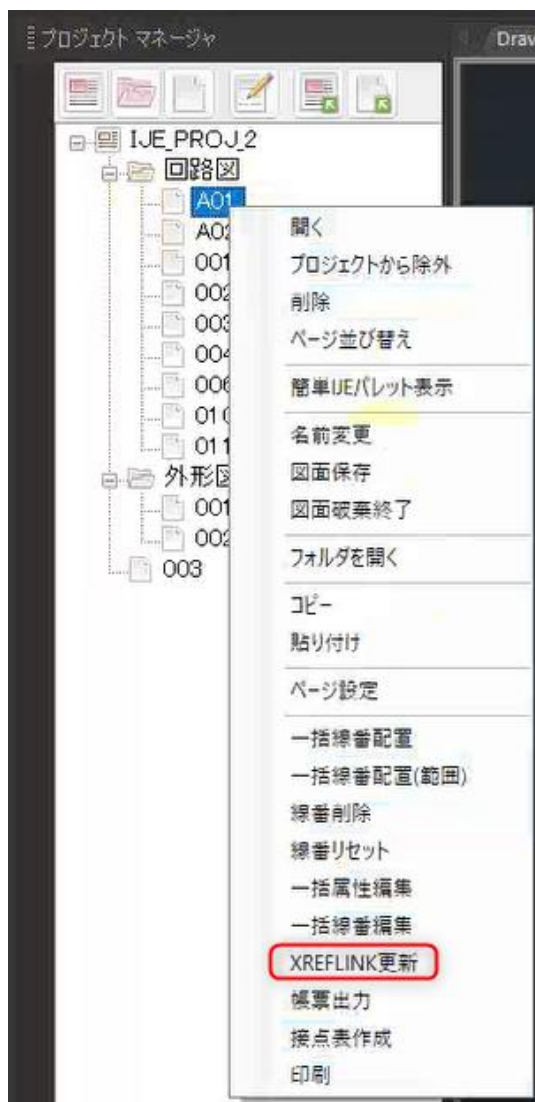 プロジェクト マネージャ
Draw
IJE_PROJ_2
回路図
A01
A02
001
002
003
004
006
010
011
外形図
001
002
003
開く
プロジェクトから除外
削除
ページ並び替え
簡単IJEパレット表示
名前変更
図面保存
図面破棄終了
フォルダを開く
コピー
貼り付け
ページ設定
一括線番配置
一括線番配置(範囲)
線番削除
線番リセット
一括属性編集
一括線番編集
XREFLINK更新
帳票出力
接点表作成
印刷